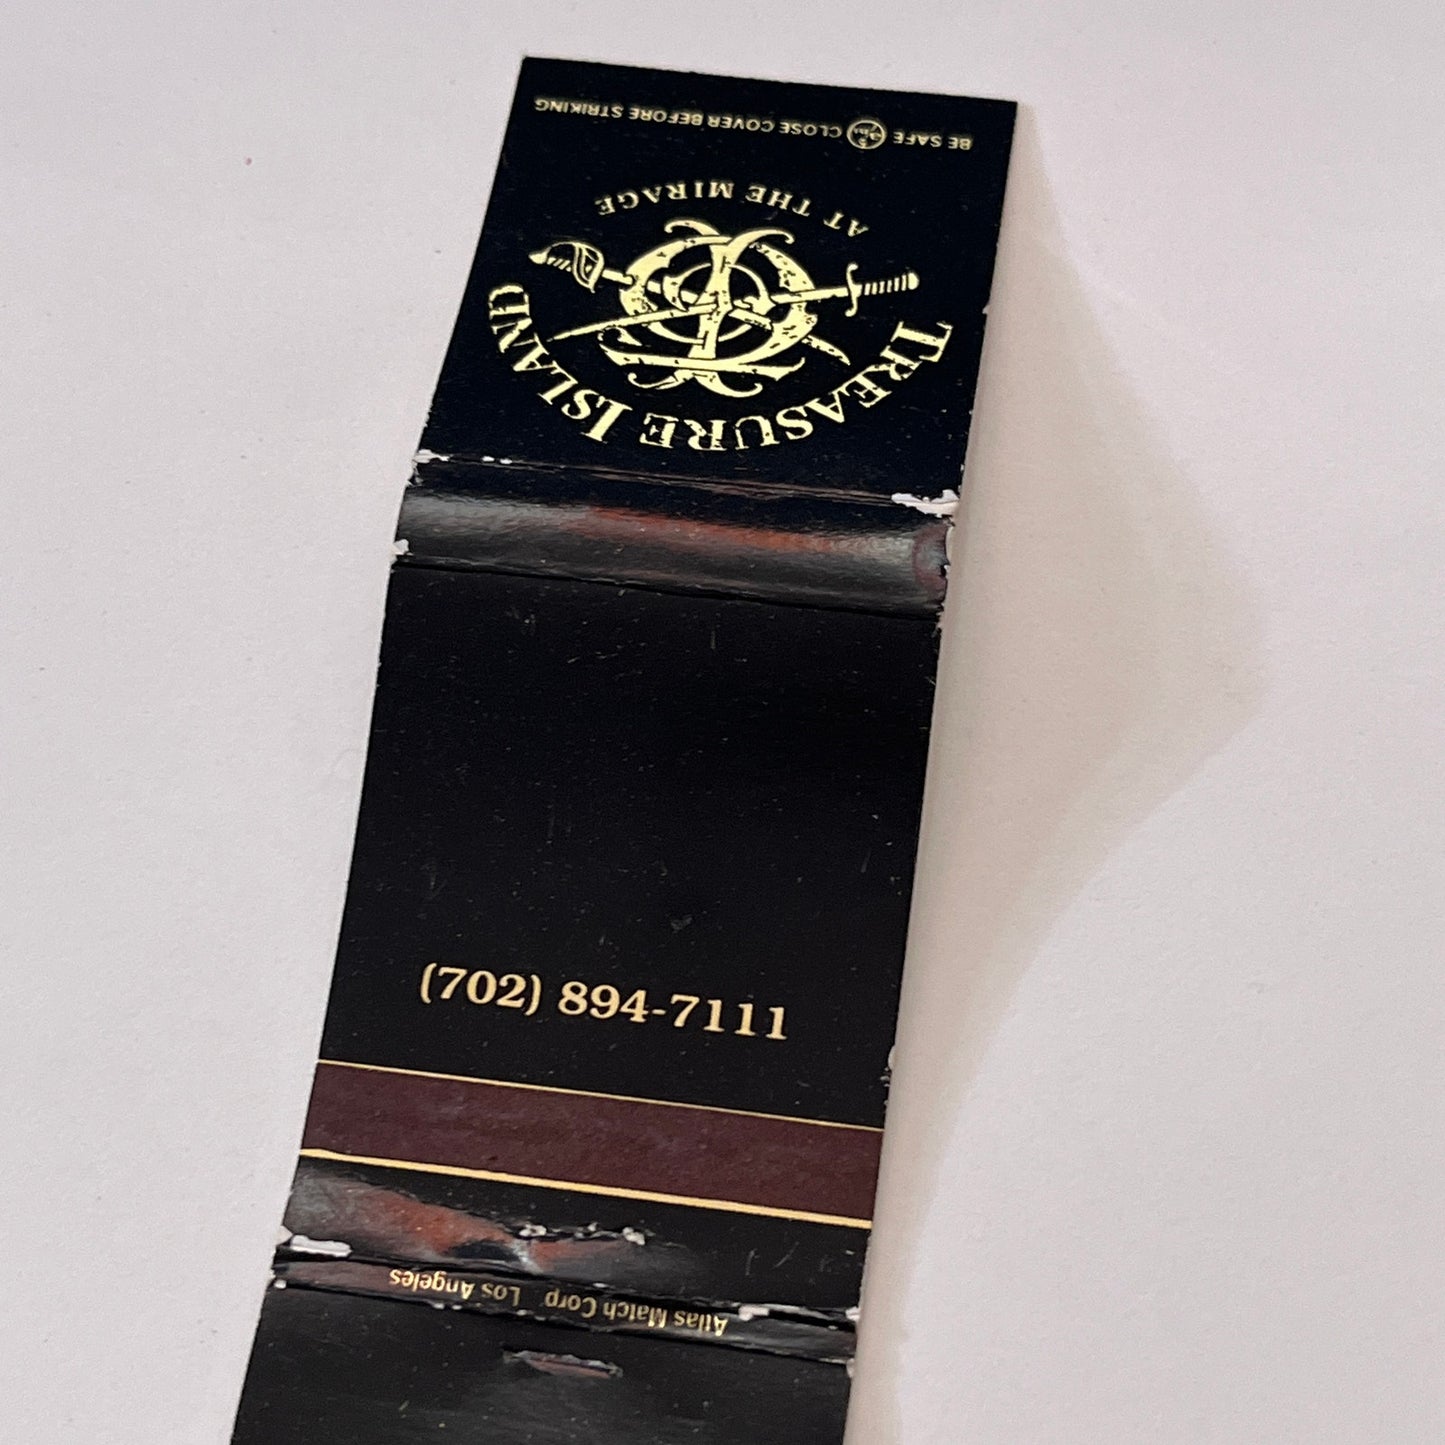 TREASURE ISLAND
AT THE MIRAGE
BE SAFE CLOSE COVER BEFORE STRIKING
(702) 894-7111
Atlas Match Corp Los Angeles